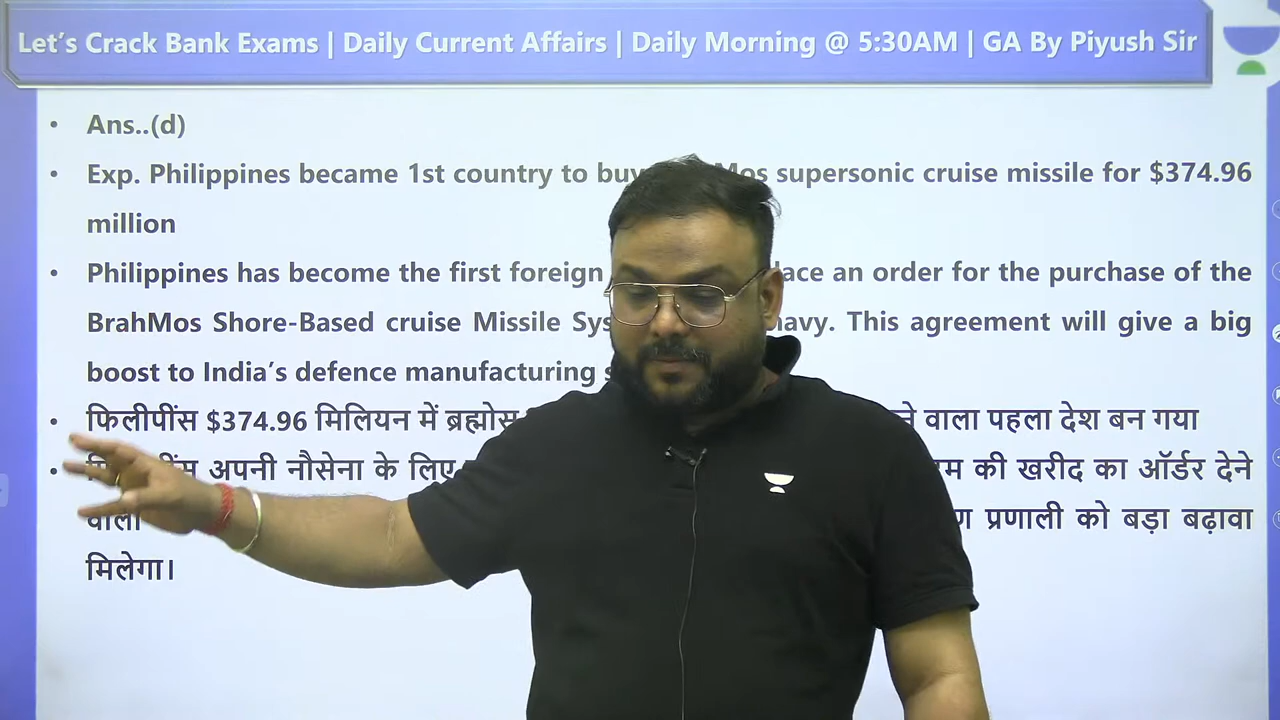 Let's Crack Bank Exams | Daily Current Affairs | Daily Morning @ 5:30AM | GA By Piyush Sir
Ans..(d)
Exp. Philippines became 1st country to buy supersonic cruise missile for $374.96
million
Philippines has become the first foreign an order for the purchase of the
BrahMos Shore-Based cruise Missile navy. This agreement will give a big
boost to India's defence manufacturing
फिलीपींस $374.96 मिलियन में ब्रह्मोस वाला पहला देश बन गया
अपनी नौसेना के लिए की खरीद का ऑर्डर देने
वाला प्रणाली को बड़ा बढ़ावा
मिलेगा।